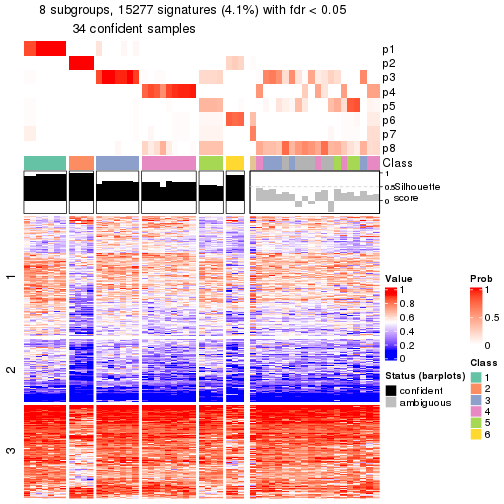 8 subgroups, 15277 signatures (4.1%) with fdr < 0.05
34 confident samples
p1
p2
p3
p4
p5
p6
p7
p8
Class
1
0.5
0
Silhouette
score
1
2
3
Value
1
0.8
0.6
0.4
0.2
0
Status (barplots)
confident
ambiguous
Prob
1
0.5
0
Class
1
2
3
4
5
6